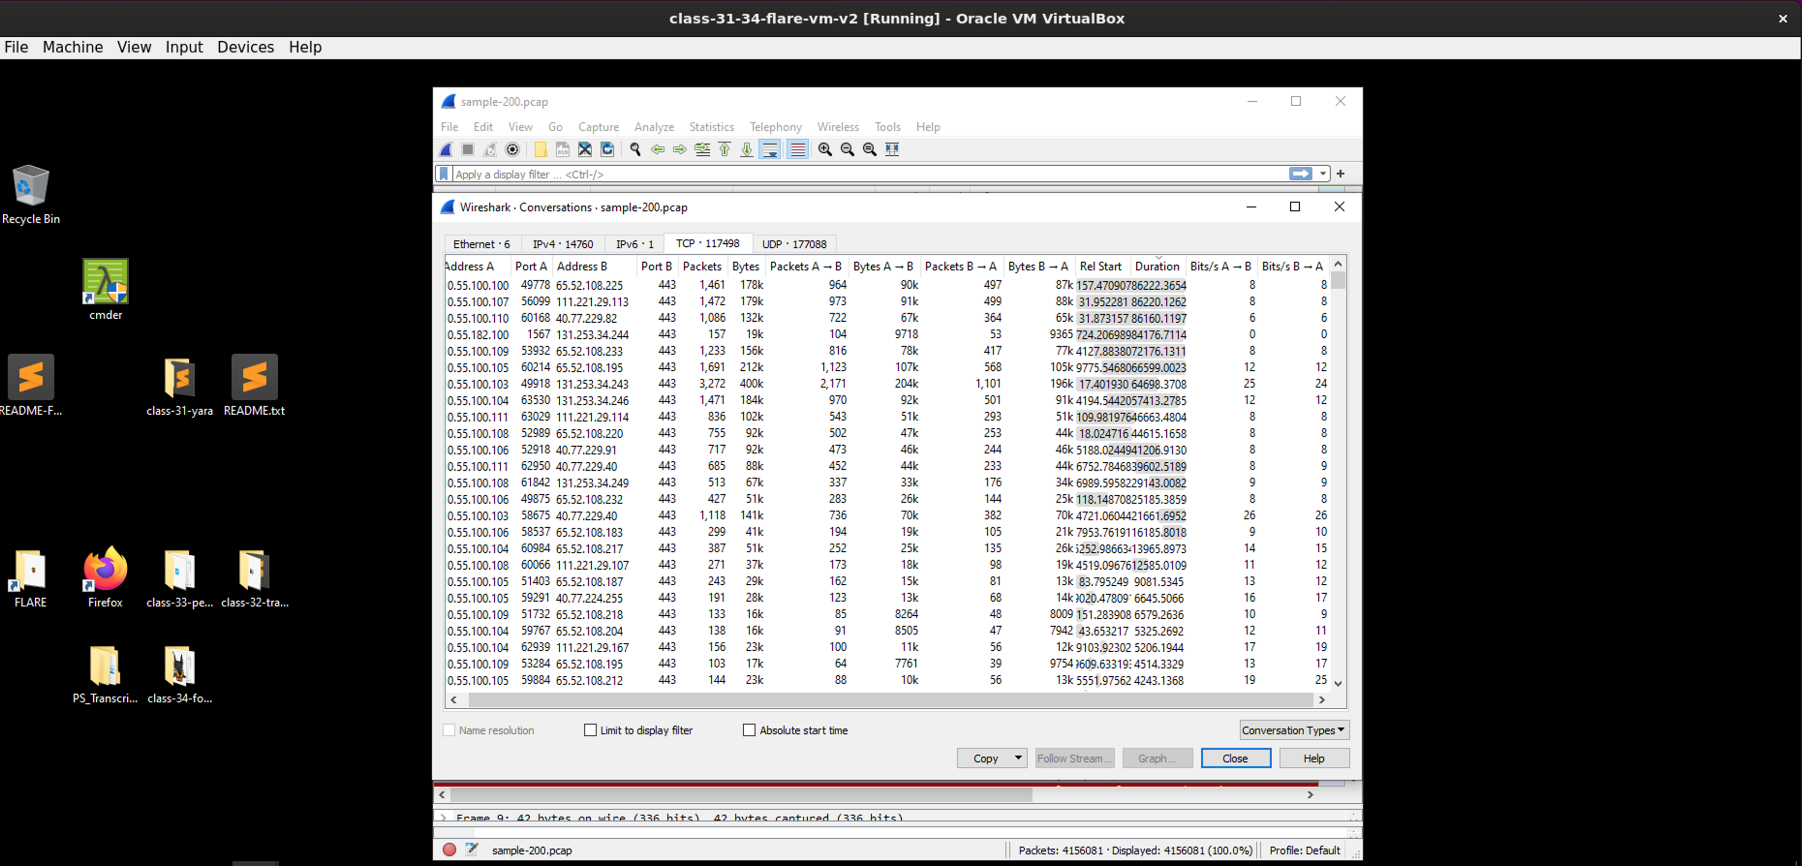 class-31-34-flare-vm-v2 [Running] - Oracle VM VirtualBox
File Machine View Input Devices Help
Recycle Bin
cmder
README-F...
class-31-yara
README.txt
FLARE
Firefox
class-33-pe...
class-32-tra...
PS_Transcri...
class-34-fo...
sample-200.pcap
File Edit View Go Capture Analyze Statistics Telephony Wireless Tools Help
Apply a display filter ... <Ctrl-/>
Wireshark · Conversations · sample-200.pcap
Ethernet · 6 IPv4 · 14760 IPv6 · 1 TCP · 117498 UDP · 177088
Address A Port A Address B Port B Packets Bytes Packets A → B Bytes A → B Packets B → A Bytes B → A Rel Start Duration Bits/s A → B Bits/s B → A
0.55.100.100 49778 65.52.108.225 443 1,461 178k 964 90k 497 87k 157.47090786222.3654 8 8
0.55.100.107 56099 111.221.29.113 443 1,472 179k 973 91k 499 88k 31.952281 86220.1262 8 8
0.55.100.110 60168 40.77.229.82 443 1,086 132k 722 67k 364 65k 31.873157 86160.1197 6 6
0.55.182.100 1567 131.253.34.244 443 157 19k 104 9718 53 9365 724.20698984176.7114 0 0
0.55.100.109 53932 65.52.108.233 443 1,233 156k 816 78k 417 77k 4127.8838072176.1311 8 8
0.55.100.105 60214 65.52.108.195 443 1,691 212k 1,123 107k 568 105k 9775.5468066599.0023 12 12
0.55.100.103 49918 131.253.34.243 443 3,272 400k 2,171 204k 1,101 196k 17.401930 64698.3708 25 24
0.55.100.104 63530 131.253.34.246 443 1,471 184k 970 92k 501 91k 4194.5442057413.2785 12 12
0.55.100.111 63029 111.221.29.114 443 836 102k 543 51k 293 51k 109.98197646663.4804 8 8
0.55.100.108 52989 65.52.108.220 443 755 92k 502 47k 253 44k 18.024716 44615.1658 8 8
0.55.100.106 52918 40.77.229.91 443 717 92k 473 46k 244 46k 5188.0244941206.9130 8 8
0.55.100.111 62950 40.77.229.40 443 685 88k 452 44k 233 44k 6752.7846839602.5189 8 9
0.55.100.108 61842 131.253.34.249 443 513 67k 337 33k 176 34k 6989.5958229143.0082 9 9
0.55.100.106 49875 65.52.108.232 443 427 51k 283 26k 144 25k 118.14870825185.3859 8 8
0.55.100.103 58675 40.77.229.40 443 1,118 141k 736 70k 382 70k 4721.0604421661.6952 26 26
0.55.100.106 58537 65.52.108.183 443 299 41k 194 19k 105 21k 7953.7619116185.8018 9 10
0.55.100.104 60984 65.52.108.217 443 387 51k 252 25k 135 26k 252.98663413965.8973 14 15
0.55.100.108 60066 111.221.29.107 443 271 37k 173 18k 98 19k 4519.0967612585.0109 11 12
0.55.100.105 51403 65.52.108.187 443 243 29k 162 15k 81 13k 83.795249 9081.5345 13 12
0.55.100.105 59291 40.77.224.255 443 191 28k 123 13k 68 14k 020.47809 6645.5066 16 17
0.55.100.109 51732 65.52.108.218 443 133 16k 85 8264 48 8009 151.283908 6579.2636 10 9
0.55.100.104 59767 65.52.108.204 443 138 16k 91 8505 47 7942 43.653217 5325.2692 12 11
0.55.100.104 62939 111.221.29.167 443 156 23k 100 11k 56 12k 9103.92302 5206.1944 17 19
0.55.100.109 53284 65.52.108.195 443 103 17k 64 7761 39 9754 609.63319 4514.3329 13 17
0.55.100.105 59884 65.52.108.212 443 144 23k 88 10k 56 13k 5551.97562 4243.1368 19 25
Name resolution Limit to display filter Absolute start time Conversation Types
Copy Follow Stream... Graph... Close Help
Frame 9: 42 bytes on wire (336 bits), 42 bytes captured (336 bits)
sample-200.pcap Packets: 4156081 · Displayed: 4156081 (100.0%) Profile: Default